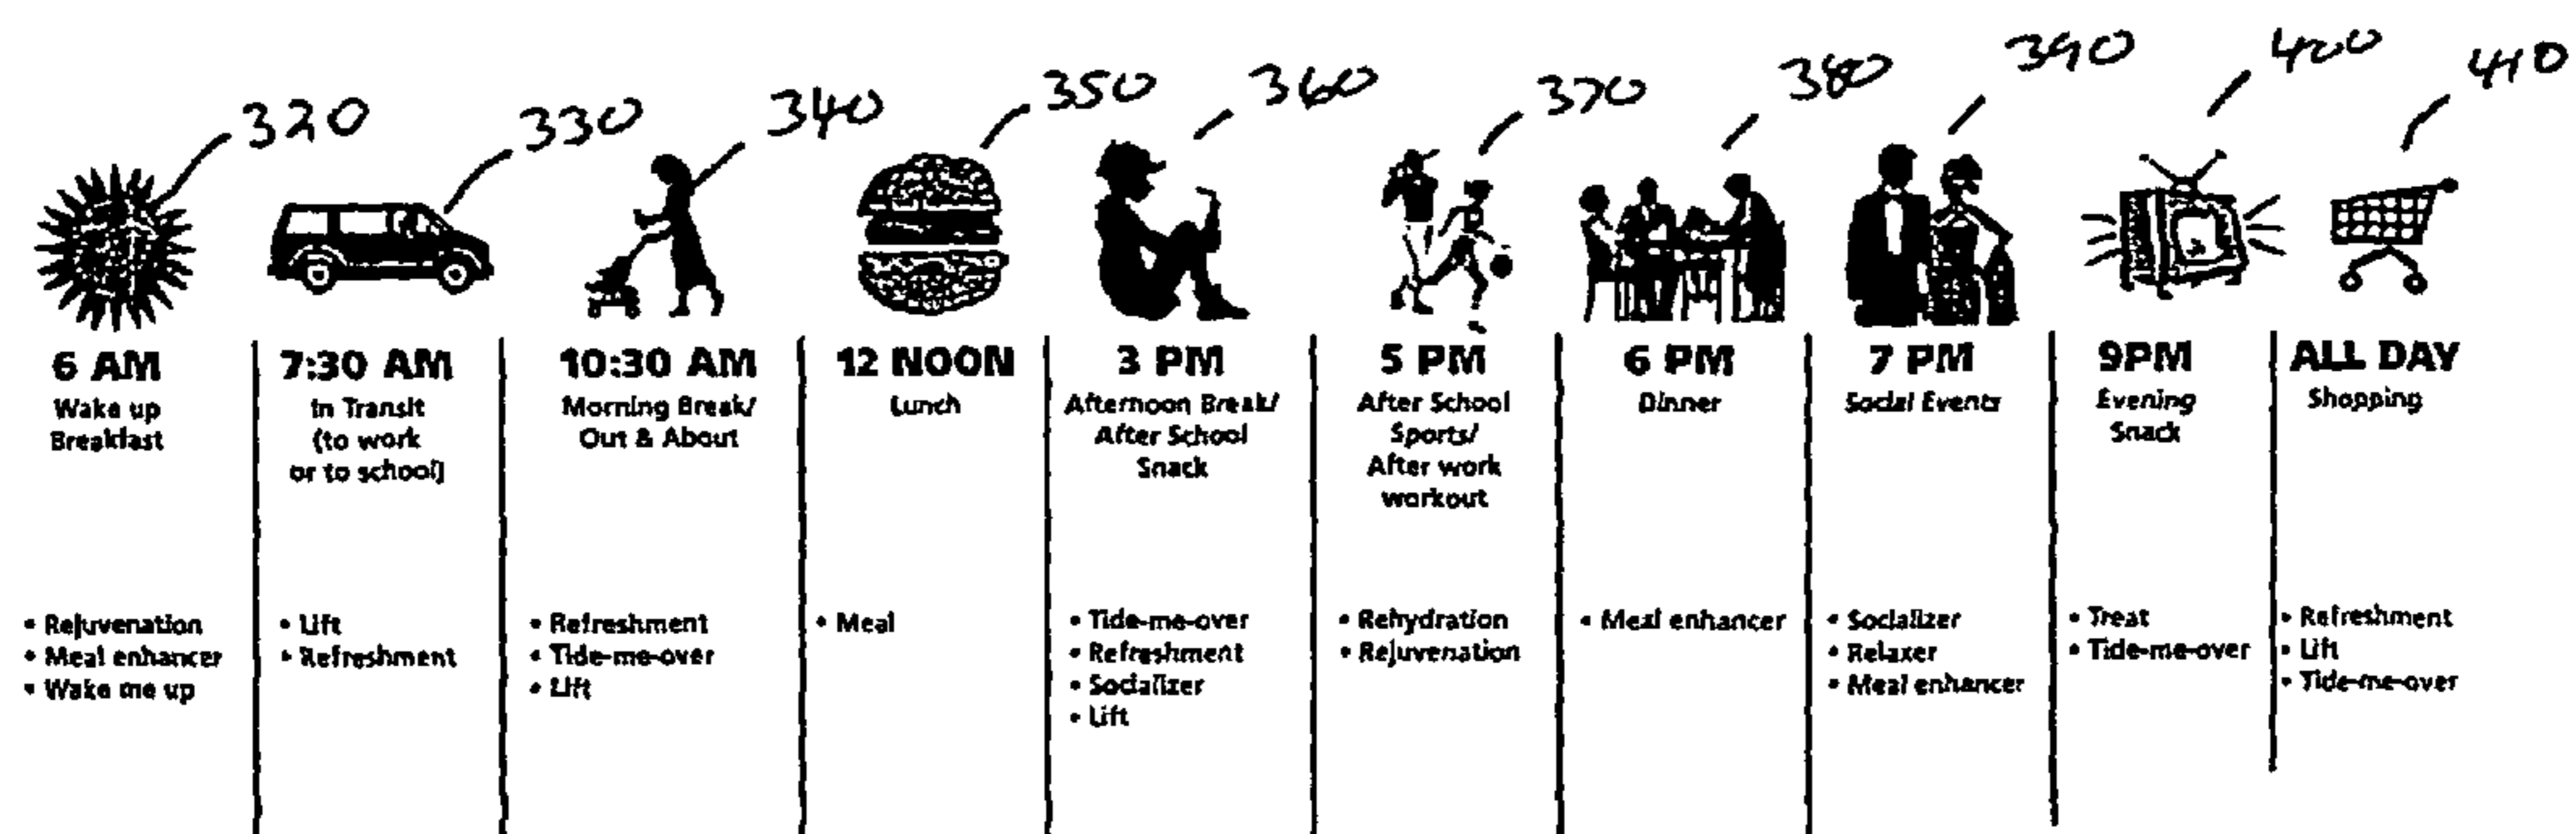 320
330
340
350
360
370
380
390
400
410
6 AM
Wake up
Breakfast
7:30 AM
In Transit
(to work
or to school)
10:30 AM
Morning Break/
Out & About
12 NOON
Lunch
3 PM
Afternoon Break/
After School
Snack
5 PM
After School
Sports/
After work
workout
6 PM
Dinner
7 PM
Social Events
9PM
Evening
Snack
ALL DAY
Shopping
• Rejuvenation
• Meal enhancer
• Wake me up
• Lift
• Refreshment
• Refreshment
• Tide-me-over
• Lift
• Meal
• Tide-me-over
• Refreshment
• Socializer
• Lift
• Rehydration
• Rejuvenation
• Meal enhancer
• Socializer
• Relaxer
• Meal enhancer
• Treat
• Tide-me-over
• Refreshment
• Lift
• Tide-me-over